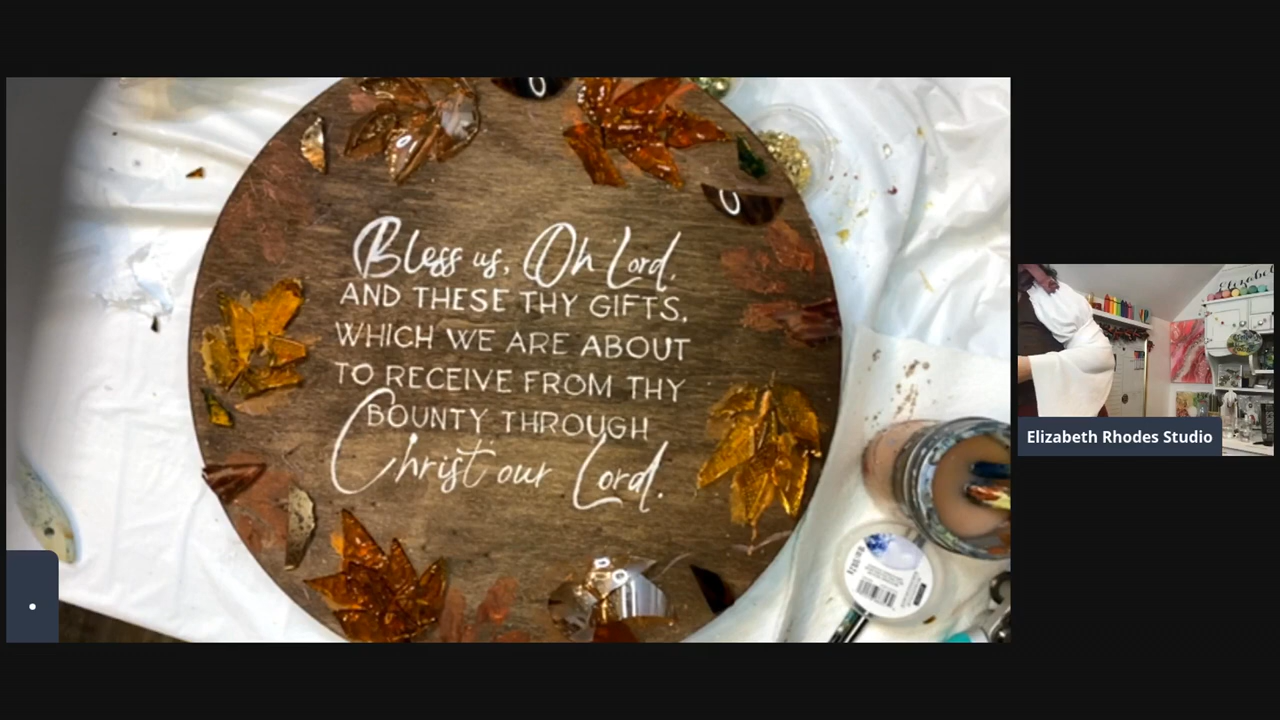 Bless us, Oh Lord,
AND THESE THY GIFTS,
WHICH WE ARE ABOUT
TO RECEIVE FROM THY
BOUNTY THROUGH
Christ our Lord.
Elizabeth Rhodes Studio